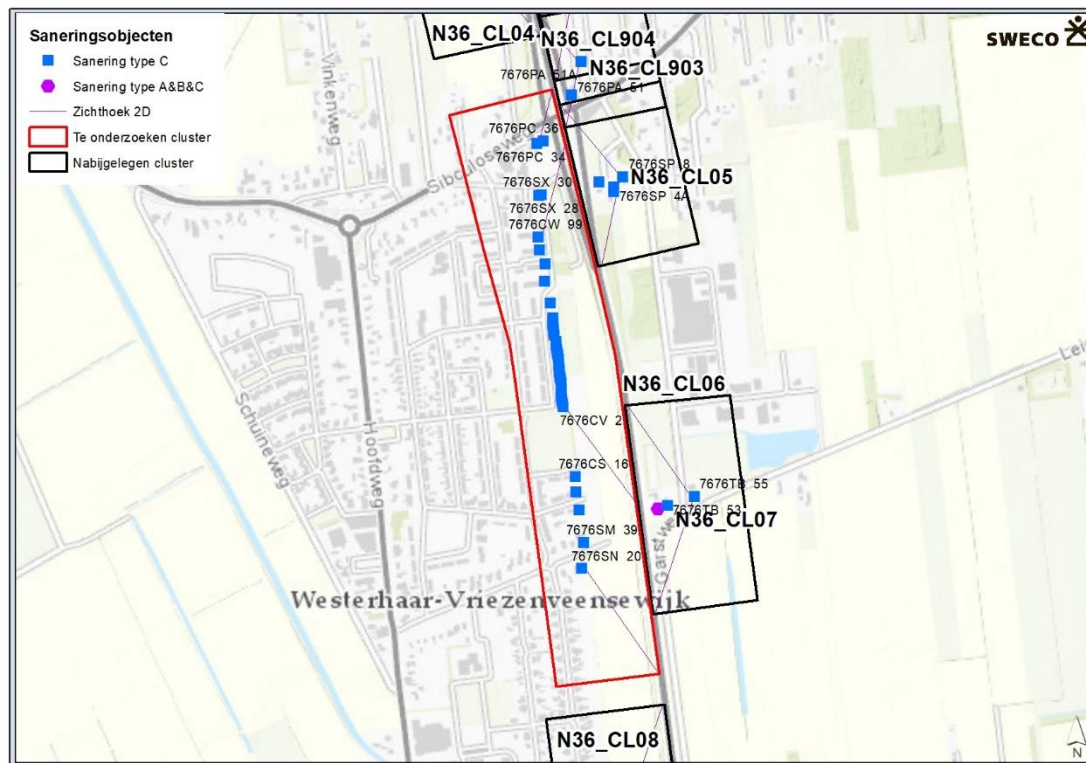 Saneringsobjecten
Sanering type C
Sanering type A&B&C
Zichthoek 2D
Te onderzoeken cluster
Nabijgelegen cluster
SWECO
N36_CL04
N36_CL904
N36_CL903
7676PA 51A
7676PA 51
Vinkenweg
Sibculoseweg
7676PC 36
7676PC 34
7676SX 30
7676SX 28
7676CW 99
7676SP 8
N36_CL05
7676SP 4A
N36_CL06
Schuineweg
Hoofdweg
7676CV 2
7676CS 16
7676TB 55
7676TB 53
N36_CL07
7676SM 39
7676SN 20
Westerhaar-Vriezenveensewijk
N36_CL08
N